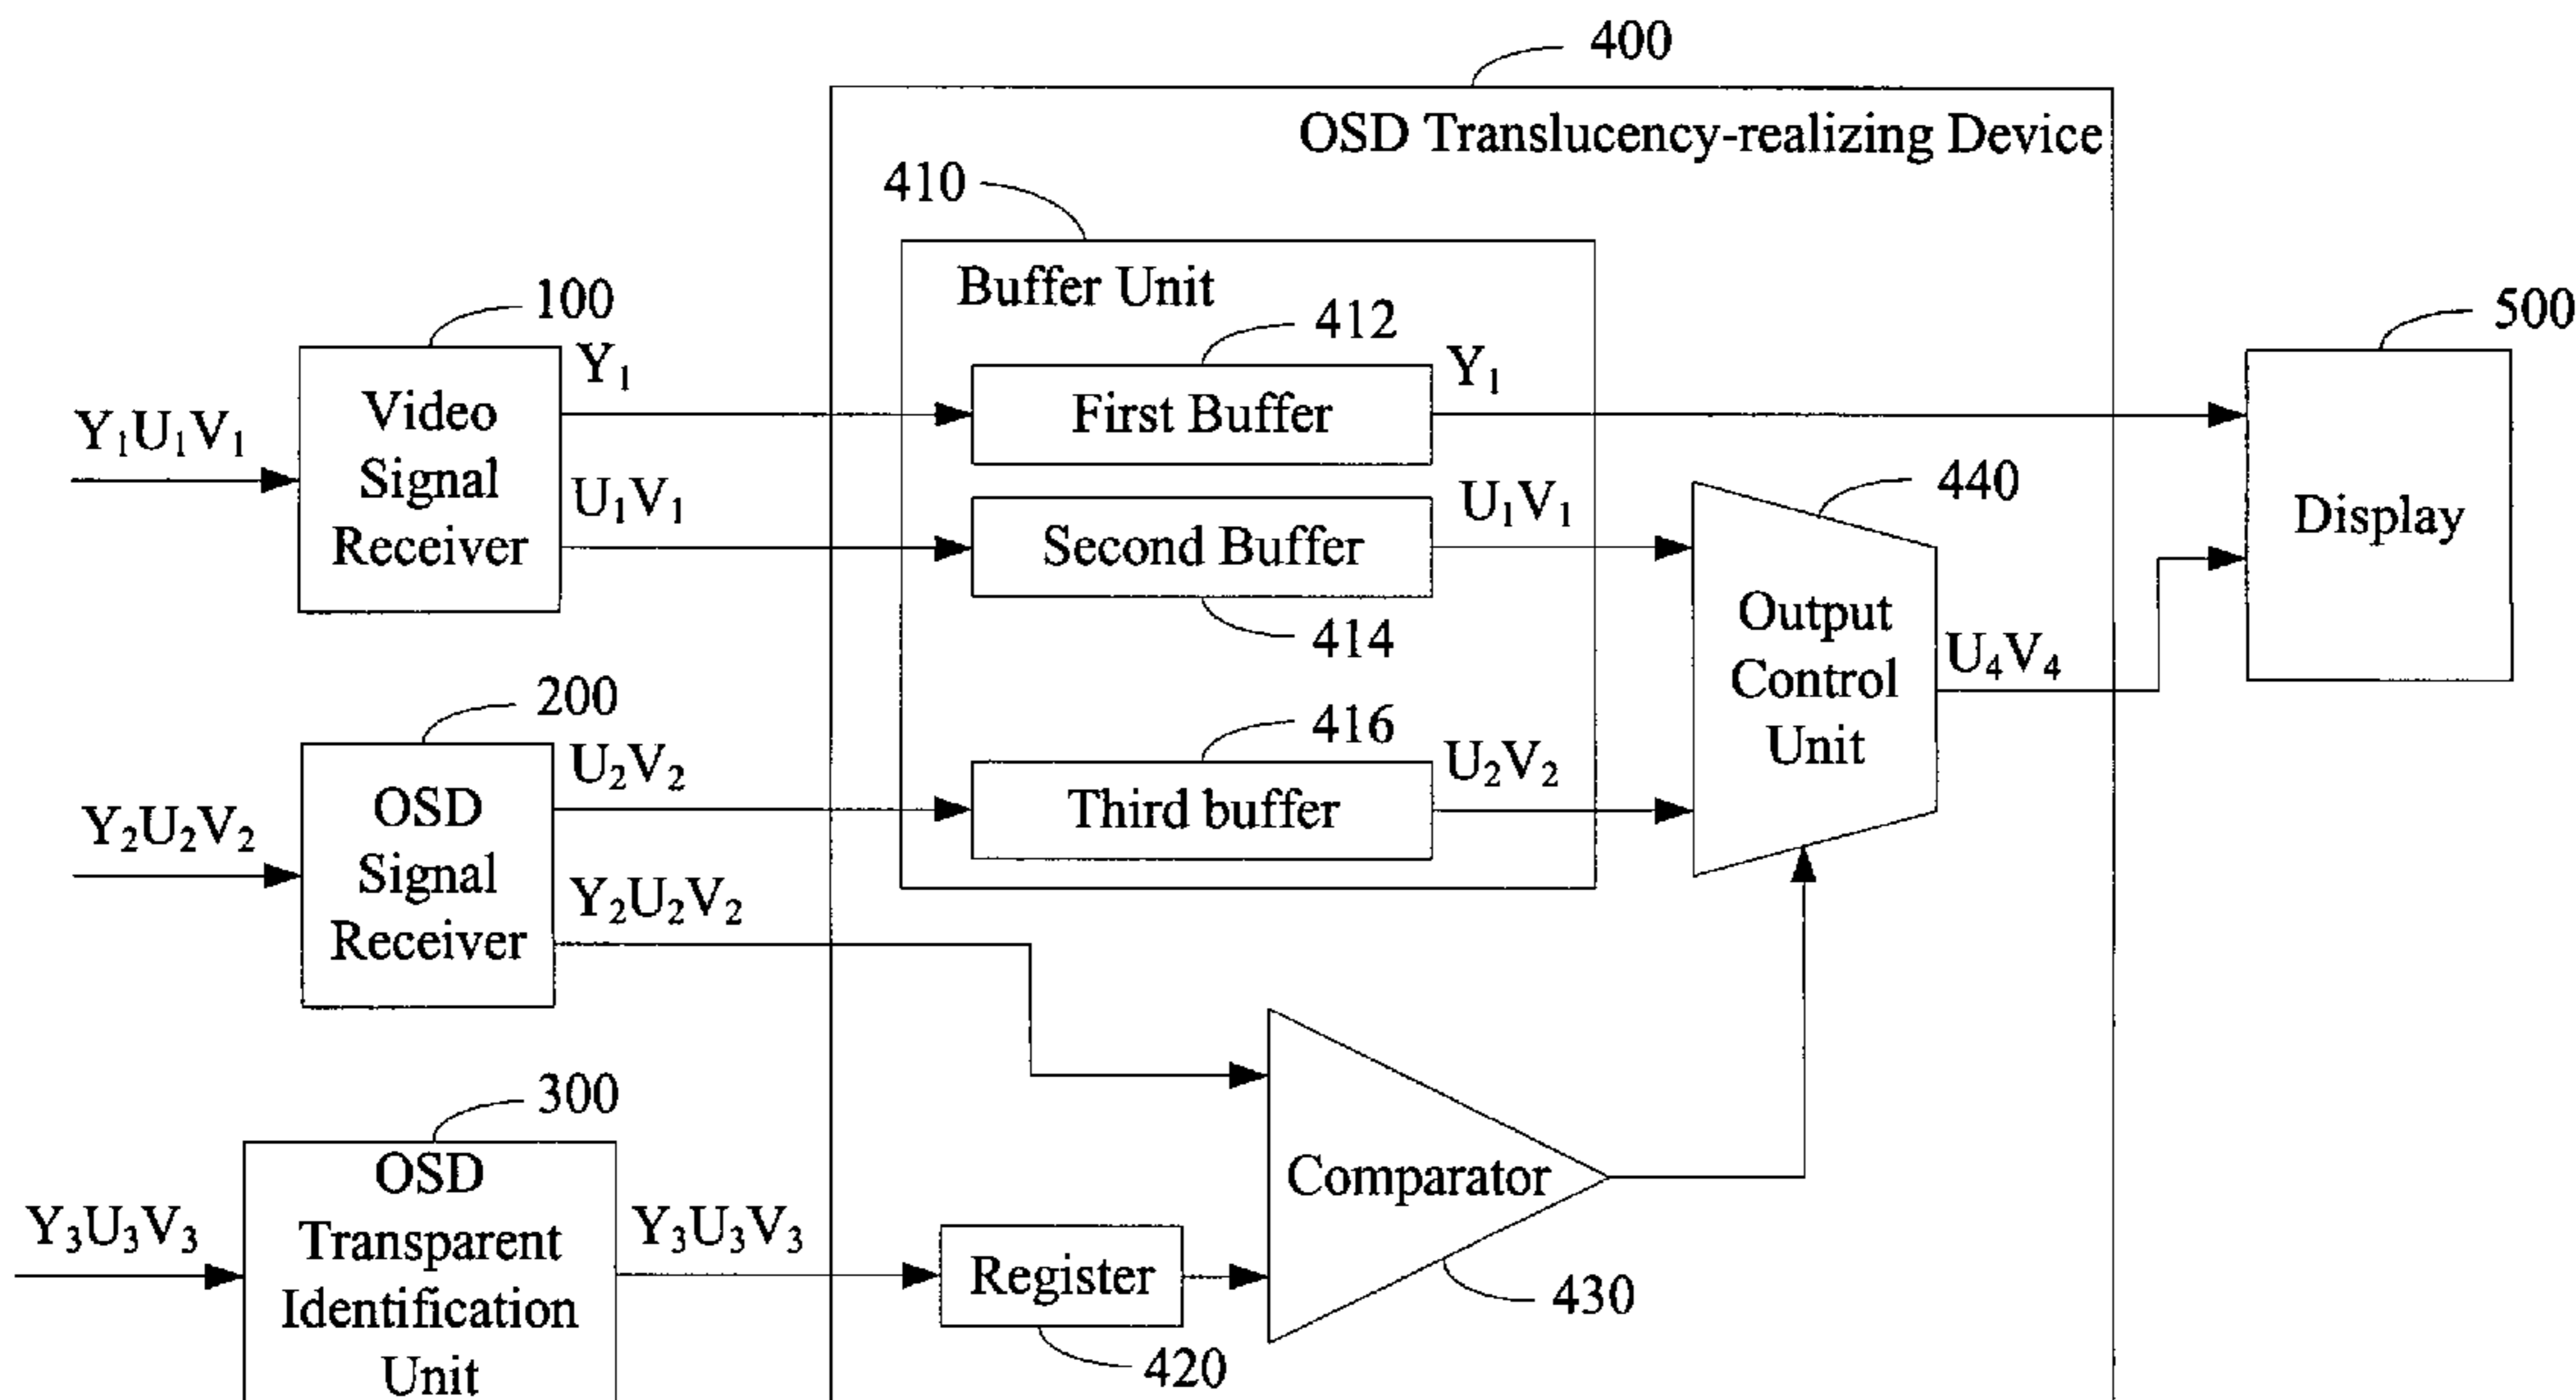 400
OSD Translucency-realizing Device
410
Buffer Unit
100
412
500
Y₁
Y₁
Video
Signal
Receiver
First Buffer
Y₁U₁V₁
U₁V₁
U₁V₁
440
Second Buffer
Display
414
Output
Control
Unit
U₄V₄
200
416
U₂V₂
U₂V₂
OSD
Signal
Receiver
Third buffer
Y₂U₂V₂
Y₂U₂V₂
300
OSD
Transparent
Identification
Unit
Comparator
Y₃U₃V₃
Y₃U₃V₃
Register
430
420